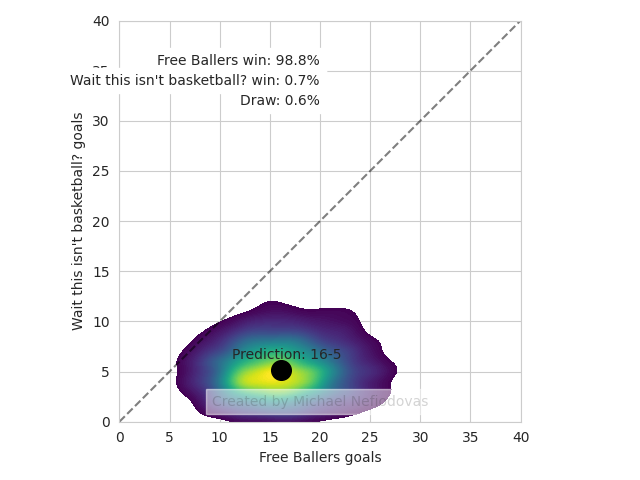 40
Free Ballers win: 98.8%
Wait this isn't basketball? win: 0.7%
Draw: 0.6%
30
25
20
15
10
5
0
Wait this isn't basketball? goals
Prediction: 16-5
Created by Michael Nefiodovas
0 5 10 15 20 25 30 35 40
Free Ballers goals